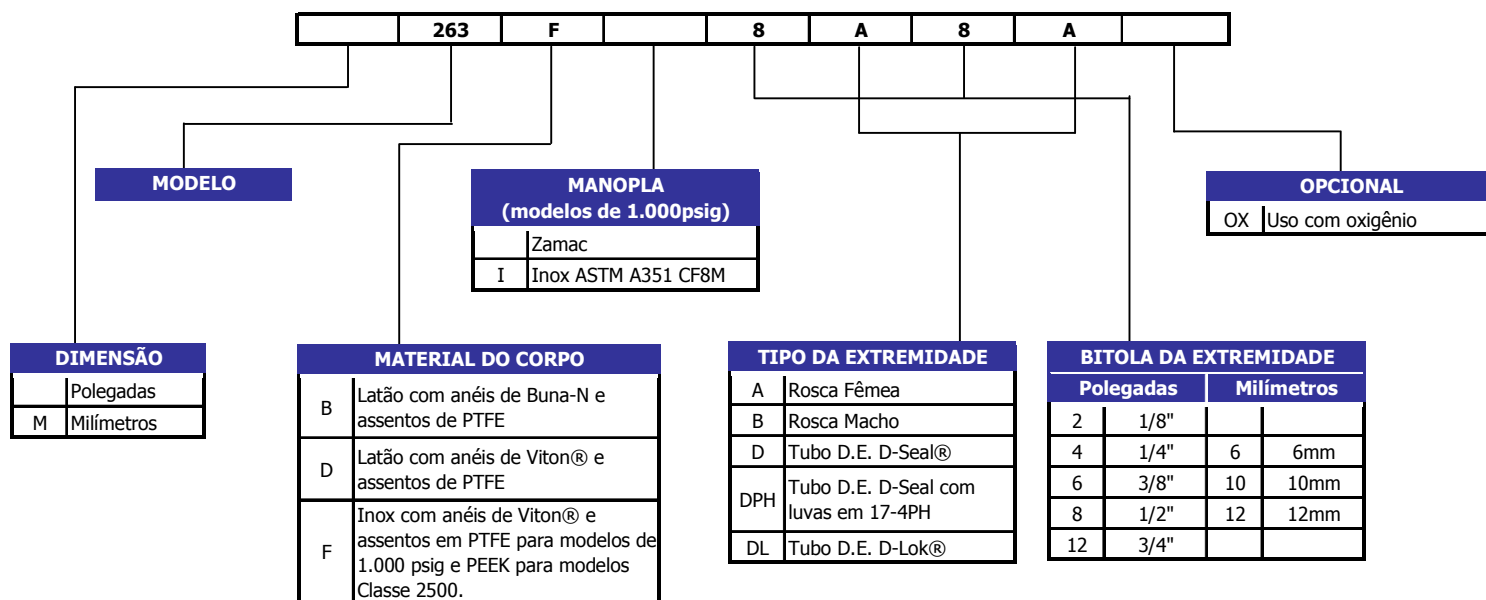 263 F 8 A 8 A
MODELO
MANOPLA
(modelos de 1.000psig)
Zamac
I Inox ASTM A351 CF8M
OPCIONAL
OX Uso com oxigênio
DIMENSÃO
Polegadas
M Milímetros
MATERIAL DO CORPO
B Latão com anéis de Buna-N e
assentos de PTFE
D Latão com anéis de Viton® e
assentos de PTFE
F Inox com anéis de Viton® e
assentos em PTFE para modelos de
1.000 psig e PEEK para modelos
Classe 2500.
TIPO DA EXTREMIDADE
A Rosca Fêmea
B Rosca Macho
D Tubo D.E. D-Seal®
DPH Tubo D.E. D-Seal com
luvas em 17-4PH
DL Tubo D.E. D-Lok®
BITOLA DA EXTREMIDADE
Polegadas Milímetros
2 1/8"
4 1/4" 6 6mm
6 3/8" 10 10mm
8 1/2" 12 12mm
12 3/4"